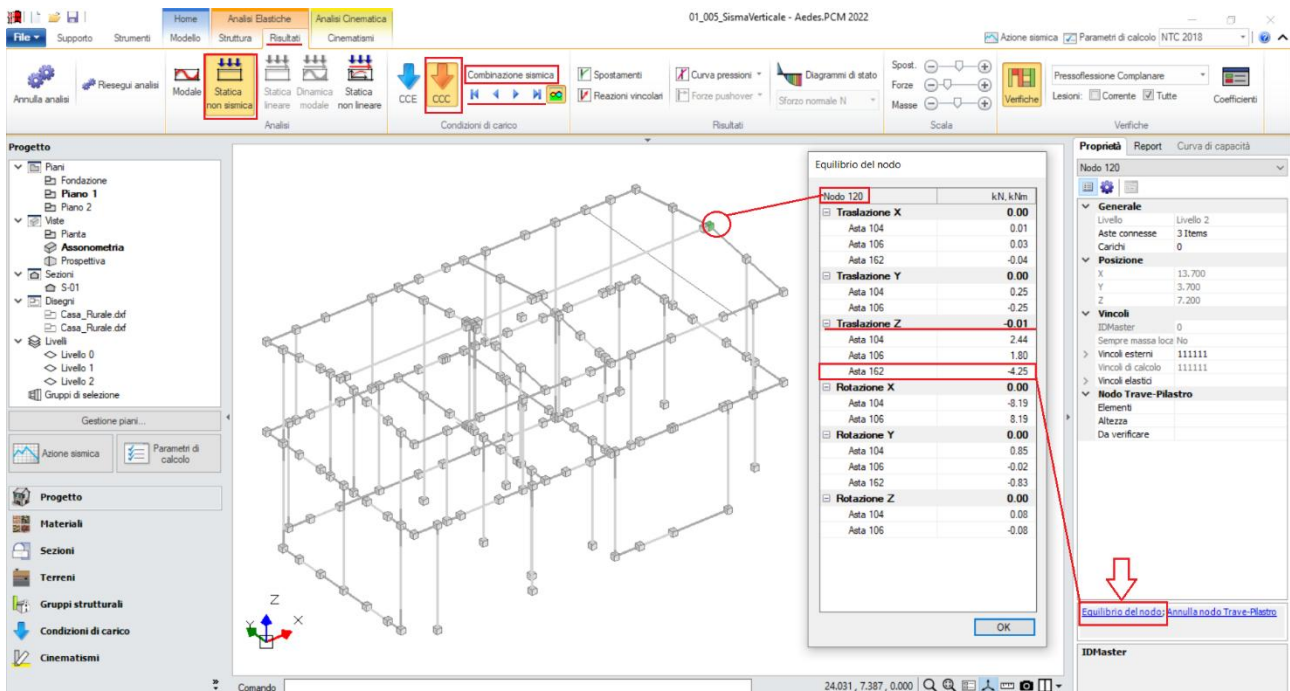 01_005_SismaVerticale - Aedes.PCM 2022
Home Analisi Elastiche Analisi Cinematica
File Supporto Strumenti Modello Struttura Risultati Cinematismi
Azione sismica Parametri di calcolo NTC 2018
Annulla analisi
Riesegui analisi
Modale
Statica non sismica
Statica lineare
Dinamica modale
Statica non lineare
Analisi
CCE
CCC
Combinazione sismica
Condizioni di carico
Spostamenti
Reazioni vincolari
Curva pressioni
Forze pushover
Diagrammi di stato
Sforzo normale N
Risultati
Spost.
Forze
Masse
Scala
Verifiche
Pressoflessione Complanare
Lesioni: Corrente Tutte
Coefficienti
Verifiche
Progetto
Piani
Fondazione
Piano 1
Piano 2
Viste
Pianta
Assonometria
Prospettiva
Sezioni
S-01
Disegni
Casa_Rurale.dxf
Casa_Rurale.dxf
Livelli
Livello 0
Livello 1
Livello 2
Gruppi di selezione
Gestione piani...
Azione sismica
Parametri di calcolo
Progetto
Materiali
Sezioni
Terreni
Gruppi strutturali
Condizioni di carico
Cinematismi
Z
Y
X
Equilibrio del nodo
Nodo 120 kN, kNm
Traslazione X 0.00
Asta 104 0.01
Asta 106 0.03
Asta 162 -0.04
Traslazione Y 0.00
Asta 104 0.25
Asta 106 -0.25
Traslazione Z -0.01
Asta 104 2.44
Asta 106 1.80
Asta 162 -4.25
Rotazione X 0.00
Asta 104 -8.19
Asta 106 8.19
Rotazione Y 0.00
Asta 104 0.85
Asta 106 -0.02
Asta 162 -0.83
Rotazione Z 0.00
Asta 104 0.08
Asta 106 -0.08
OK
Proprietà Report Curva di capacità
Nodo 120
Generale
Livello Livello 2
Aste connesse 3 Items
Carichi 0
Posizione
X 13.700
Y 3.700
Z 7.200
Vincoli
IDMaster 0
Sempre massa loca No
Vincoli esterni 111111
Vincoli di calcolo 111111
Vincoli elastici
Nodo Trave-Pilastro
Elementi
Altezza
Da verificare
Equilibrio del nodo; Annulla nodo Trave-Pilastro
IDMaster
Comando
24.031 , 7.387 , 0.000